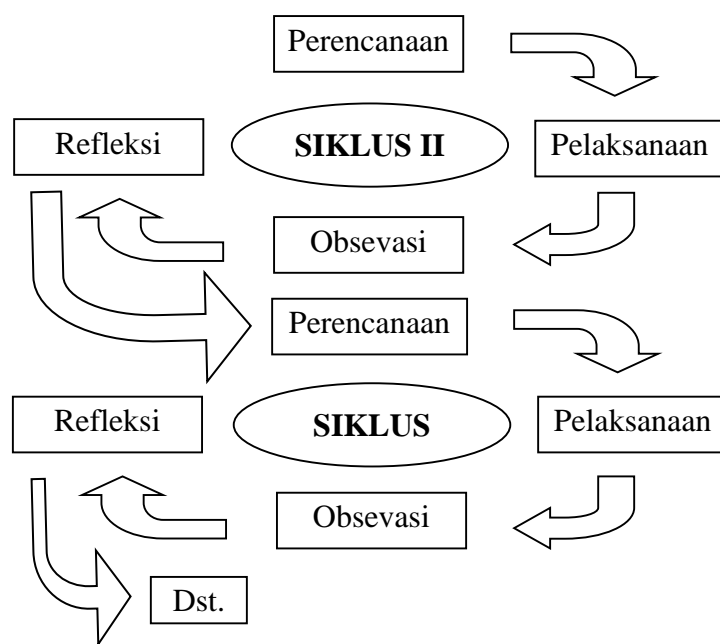 Perencanaan
Refleksi
SIKLUS II
Pelaksanaan
Obsevasi
Perencanaan
Refleksi
SIKLUS
Pelaksanaan
Obsevasi
Dst.